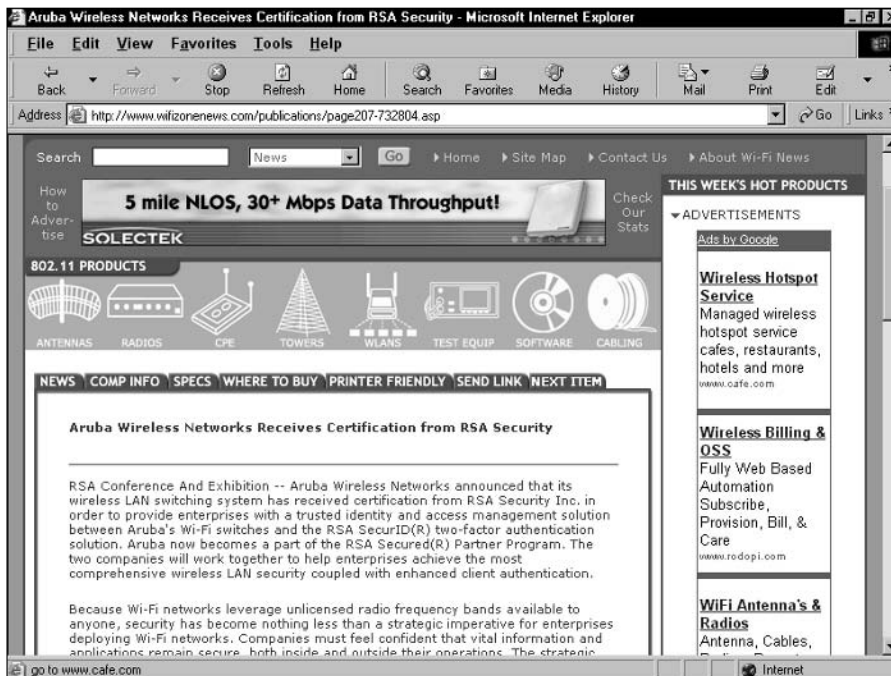 Aruba Wireless Networks Receives Certification from RSA Security - Microsoft Internet Explorer
File Edit View Favorites Tools Help
Back Forward Stop Refresh Home Search Favorites Media History Mail Print Edit
Address http://www.wifizonenews.com/publications/page207-732804.asp Go Links
Search News Go Home Site Map Contact Us About Wi-Fi News
How
to
Adver-
tise
5 mile NLOS, 30+ Mbps Data Throughput!
SOLECTEK
Check
Our
Stats
802.11 PRODUCTS
ANTENNAS RADIOS CPE TOWERS WLANS TEST EQUIP SOFTWARE CABLING
NEWS COMP INFO SPECS WHERE TO BUY PRINTER FRIENDLY SEND LINK NEXT ITEM
Aruba Wireless Networks Receives Certification from RSA Security
RSA Conference And Exhibition -- Aruba Wireless Networks announced that its
wireless LAN switching system has received certification from RSA Security Inc. in
order to provide enterprises with a trusted identity and access management solution
between Aruba's Wi-Fi switches and the RSA SecurID(R) two-factor authentication
solution. Aruba now becomes a part of the RSA Secured(R) Partner Program. The
two companies will work together to help enterprises achieve the most
comprehensive wireless LAN security coupled with enhanced client authentication.
Because Wi-Fi networks leverage unlicensed radio frequency bands available to
anyone, security has become nothing less than a strategic imperative for enterprises
deploying Wi-Fi networks. Companies must feel confident that vital information and
applications remain secure, both inside and outside their operations. The strategic
THIS WEEK'S HOT PRODUCTS
ADVERTISEMENTS
Ads by Google
Wireless Hotspot
Service
Managed wireless
hotspot service
cafes, restaurants,
hotels and more
www.cafe.com
Wireless Billing &
OSS
Fully Web Based
Automation
Subscribe,
Provision, Bill, &
Care
www.rodopi.com
WiFi Antenna's &
Radios
Antenna, Cables,
go to www.cafe.com
Internet